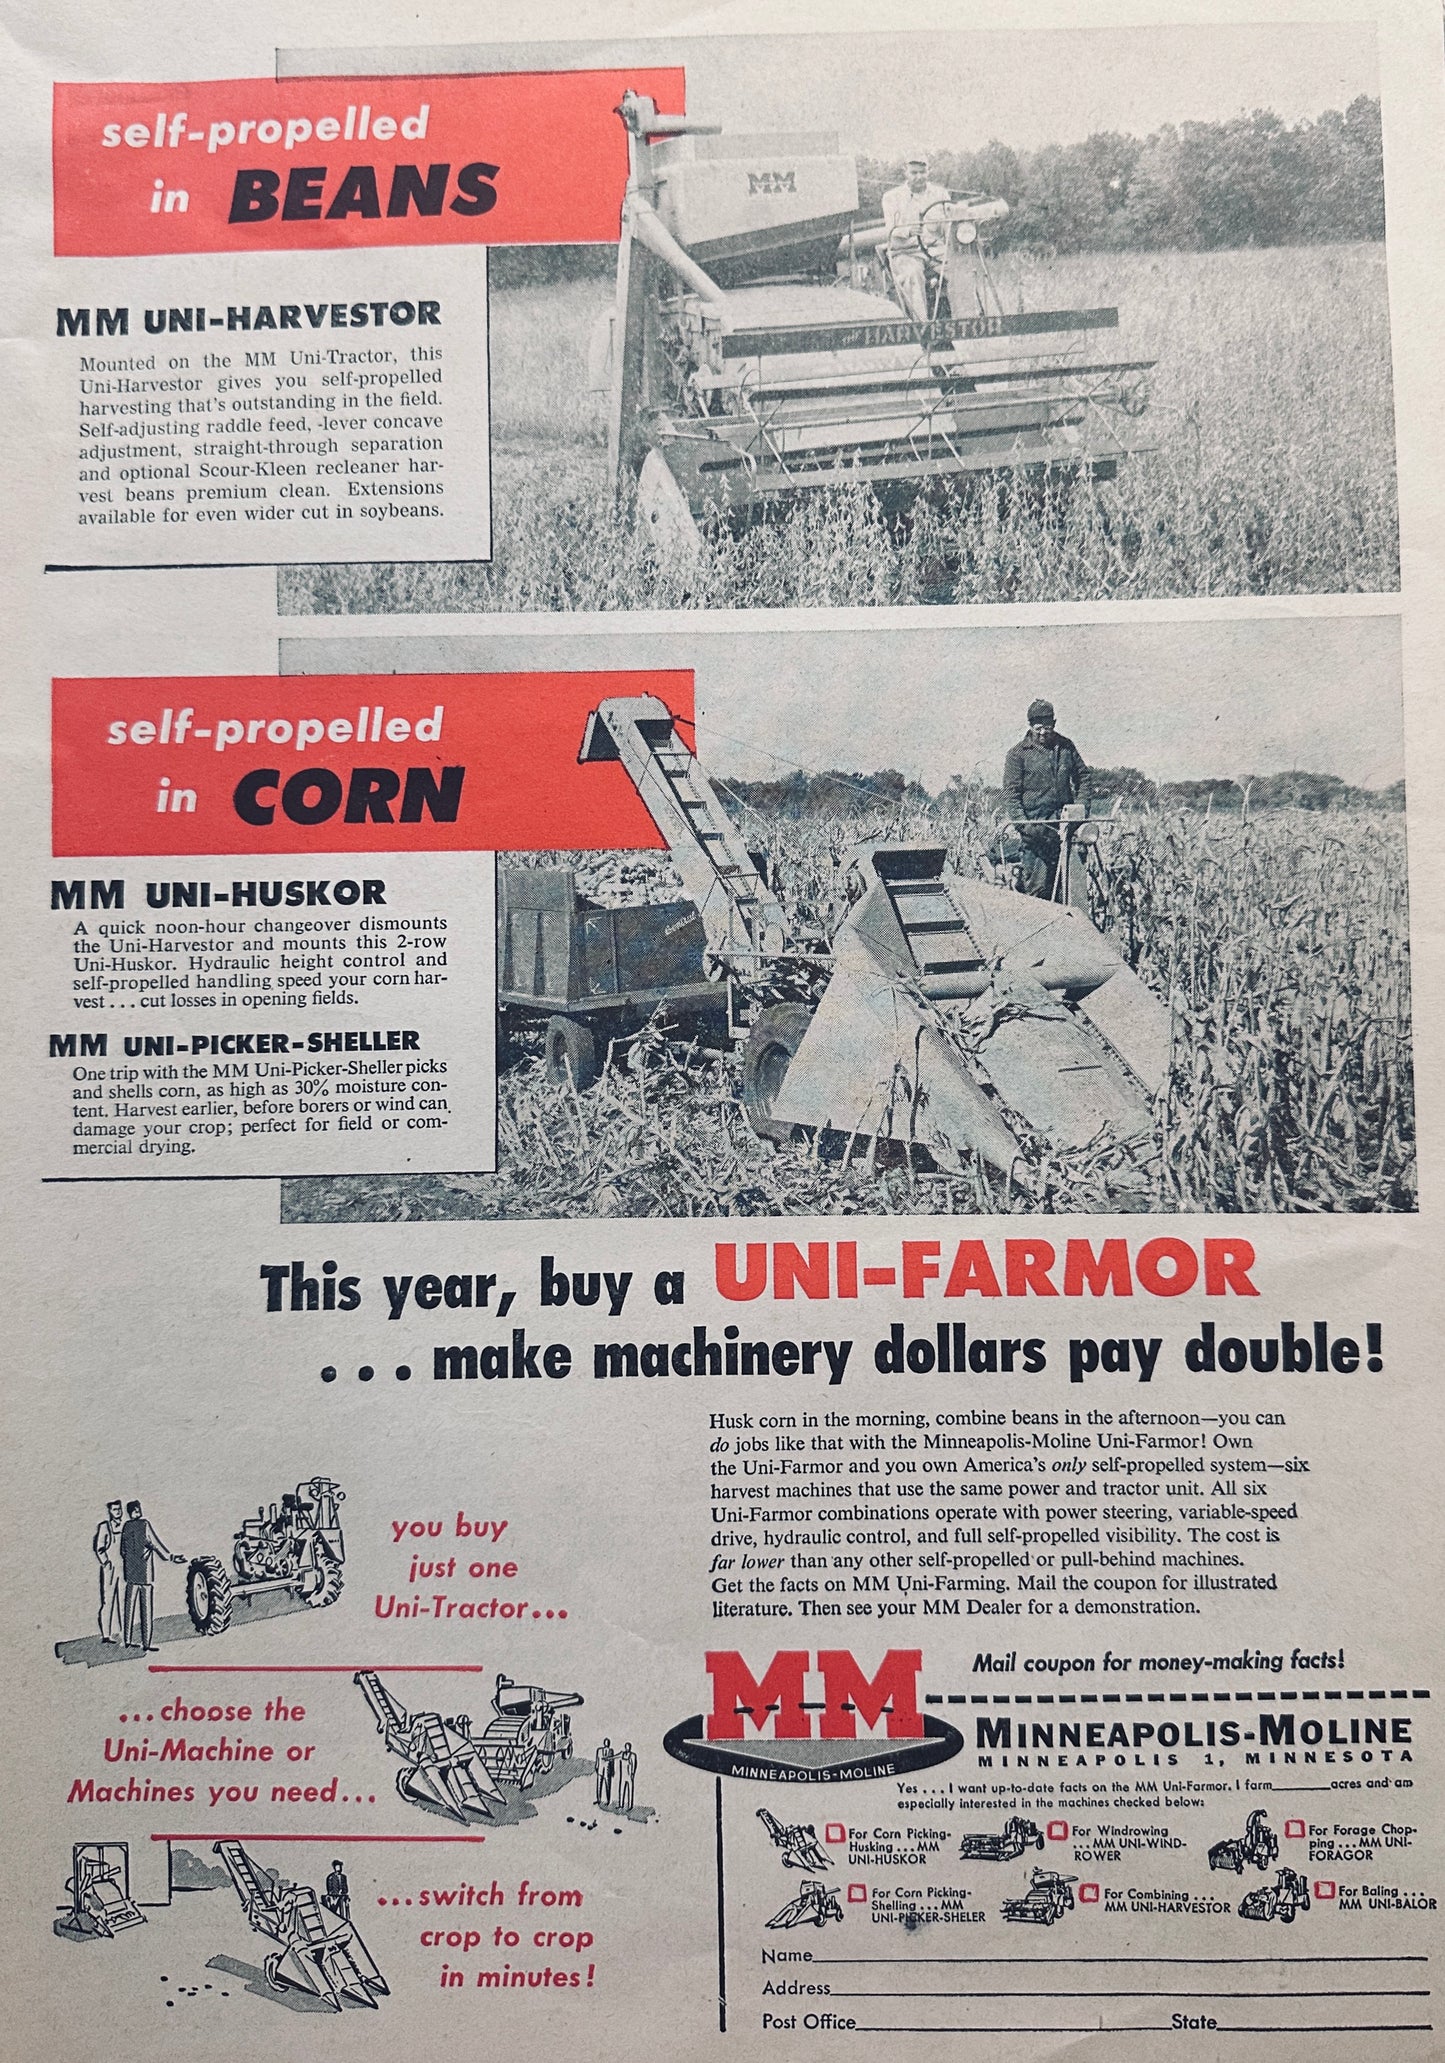 self-propelled
in BEANS
MM
UNI-HARVESTOR
MM UNI-HARVESTOR
Mounted on the MM Uni-Tractor, this
Uni-Harvestor gives you self-propelled
harvesting that's outstanding in the field.
Self-adjusting raddle feed, -lever concave
adjustment, straight-through separation
and optional Scour-Kleen recleaner har-
vest beans premium clean. Extensions
available for even wider cut in soybeans.
self-propelled
in CORN
MM UNI-HUSKOR
A quick noon-hour changeover dismounts
the Uni-Harvestor and mounts this 2-row
Uni-Huskor. Hydraulic height control and
self-propelled handling speed your corn har-
vest . . . cut losses in opening fields.
MM UNI-PICKER-SHELLER
One trip with the MM Uni-Picker-Sheller picks
and shells corn, as high as 30% moisture con-
tent. Harvest earlier, before borers or wind can
damage your crop; perfect for field or com-
mercial drying.
This year, buy a UNI-FARMOR
. . . make machinery dollars pay double!
Husk corn in the morning, combine beans in the afternoon—you can
do jobs like that with the Minneapolis-Moline Uni-Farmor! Own
the Uni-Farmor and you own America's only self-propelled system—six
harvest machines that use the same power and tractor unit. All six
Uni-Farmor combinations operate with power steering, variable-speed
drive, hydraulic control, and full self-propelled visibility. The cost is
far lower than any other self-propelled or pull-behind machines.
Get the facts on MM Uni-Farming. Mail the coupon for illustrated
literature. Then see your MM Dealer for a demonstration.
you buy
just one
Uni-Tractor...
...choose the
Uni-Machine or
Machines you need...
...switch from
crop to crop
in minutes!
Mail coupon for money-making facts!
MM
MINNEAPOLIS-MOLINE
MINNEAPOLIS-MOLINE
MINNEAPOLIS 1, MINNESOTA
Yes . . . I want up-to-date facts on the MM Uni-Farmor. I farm______acres and am
especially interested in the machines checked below:
For Corn Picking-
Husking ... MM
UNI-HUSKOR
For Windrowing
... MM UNI-WIND-
ROWER
For Forage Chop-
ping ... MM UNI-
FORAGOR
For Corn Picking-
Shelling ... MM
UNI-PICKER-SHELER
For Combining ...
MM UNI-HARVESTOR
For Baling ...
MM UNI-BALOR
Name
Address
Post Office State